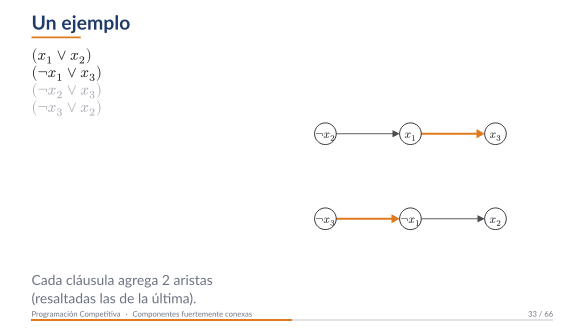 Un ejemplo
(x₁ ∨ x₂)
(¬x₁ ∨ x₃)
(¬x₂ ∨ x₃)
(¬x₃ ∨ x₂)
¬x₂ x₁ x₃
¬x₃ ¬x₁ x₂
Cada cláusula agrega 2 aristas
(resaltadas las de la última).
Programación Competitiva · Componentes fuertemente conexas 33 / 66